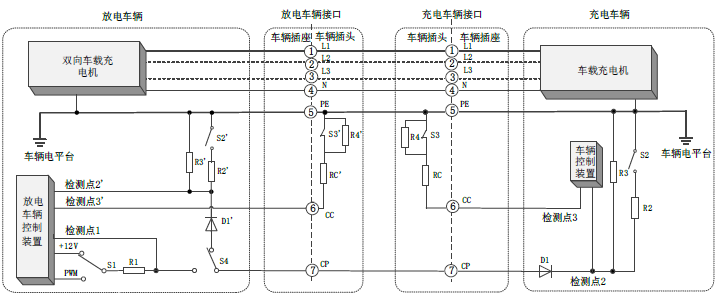 放电车辆
放电车辆接口
充电车辆接口
充电车辆
车辆插座
车辆插头
车辆插头
车辆插座
双向车载充电机
车载充电机
1
L1
1
L1
2
L2
2
L2
3
L3
3
L3
4
N
4
N
5
PE
5
PE
车辆电平台
车辆电平台
S2'
R3'
R2'
S3'
R4'
RC'
R4
S3
RC
车辆控制装置
R3
S2
R2
放电车辆控制装置
检测点2'
检测点3'
检测点1
+12V
PWM
S1
R1
D1'
S4
6
CC
6
CC
检测点3
7
CP
7
CP
D1
检测点2